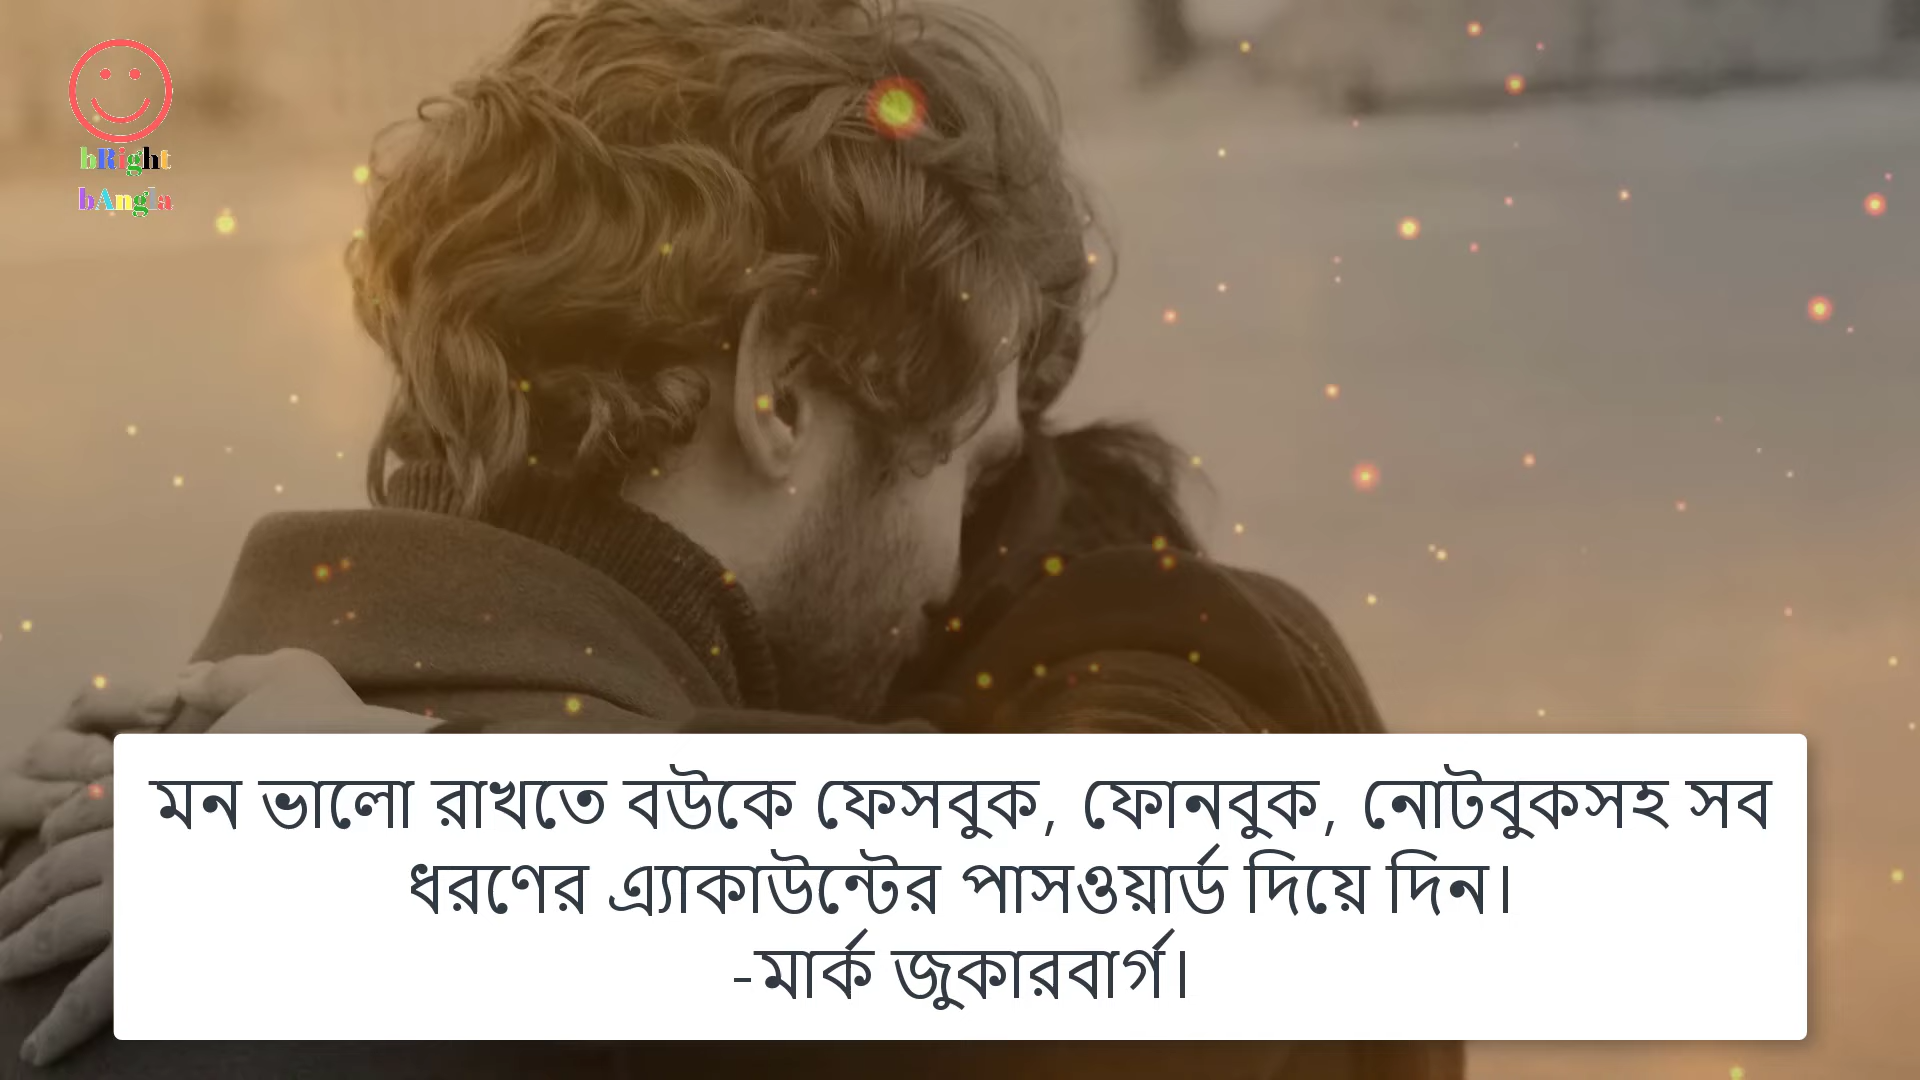 bRight
bAngla
মন ভালো রাখতে বউকে ফেসবুক, ফোনবুক, নোটবুকসহ সব
ধরণের এ্যাকাউন্টের পাসওয়ার্ড দিয়ে দিন।
-মার্ক জুকারবার্গ।